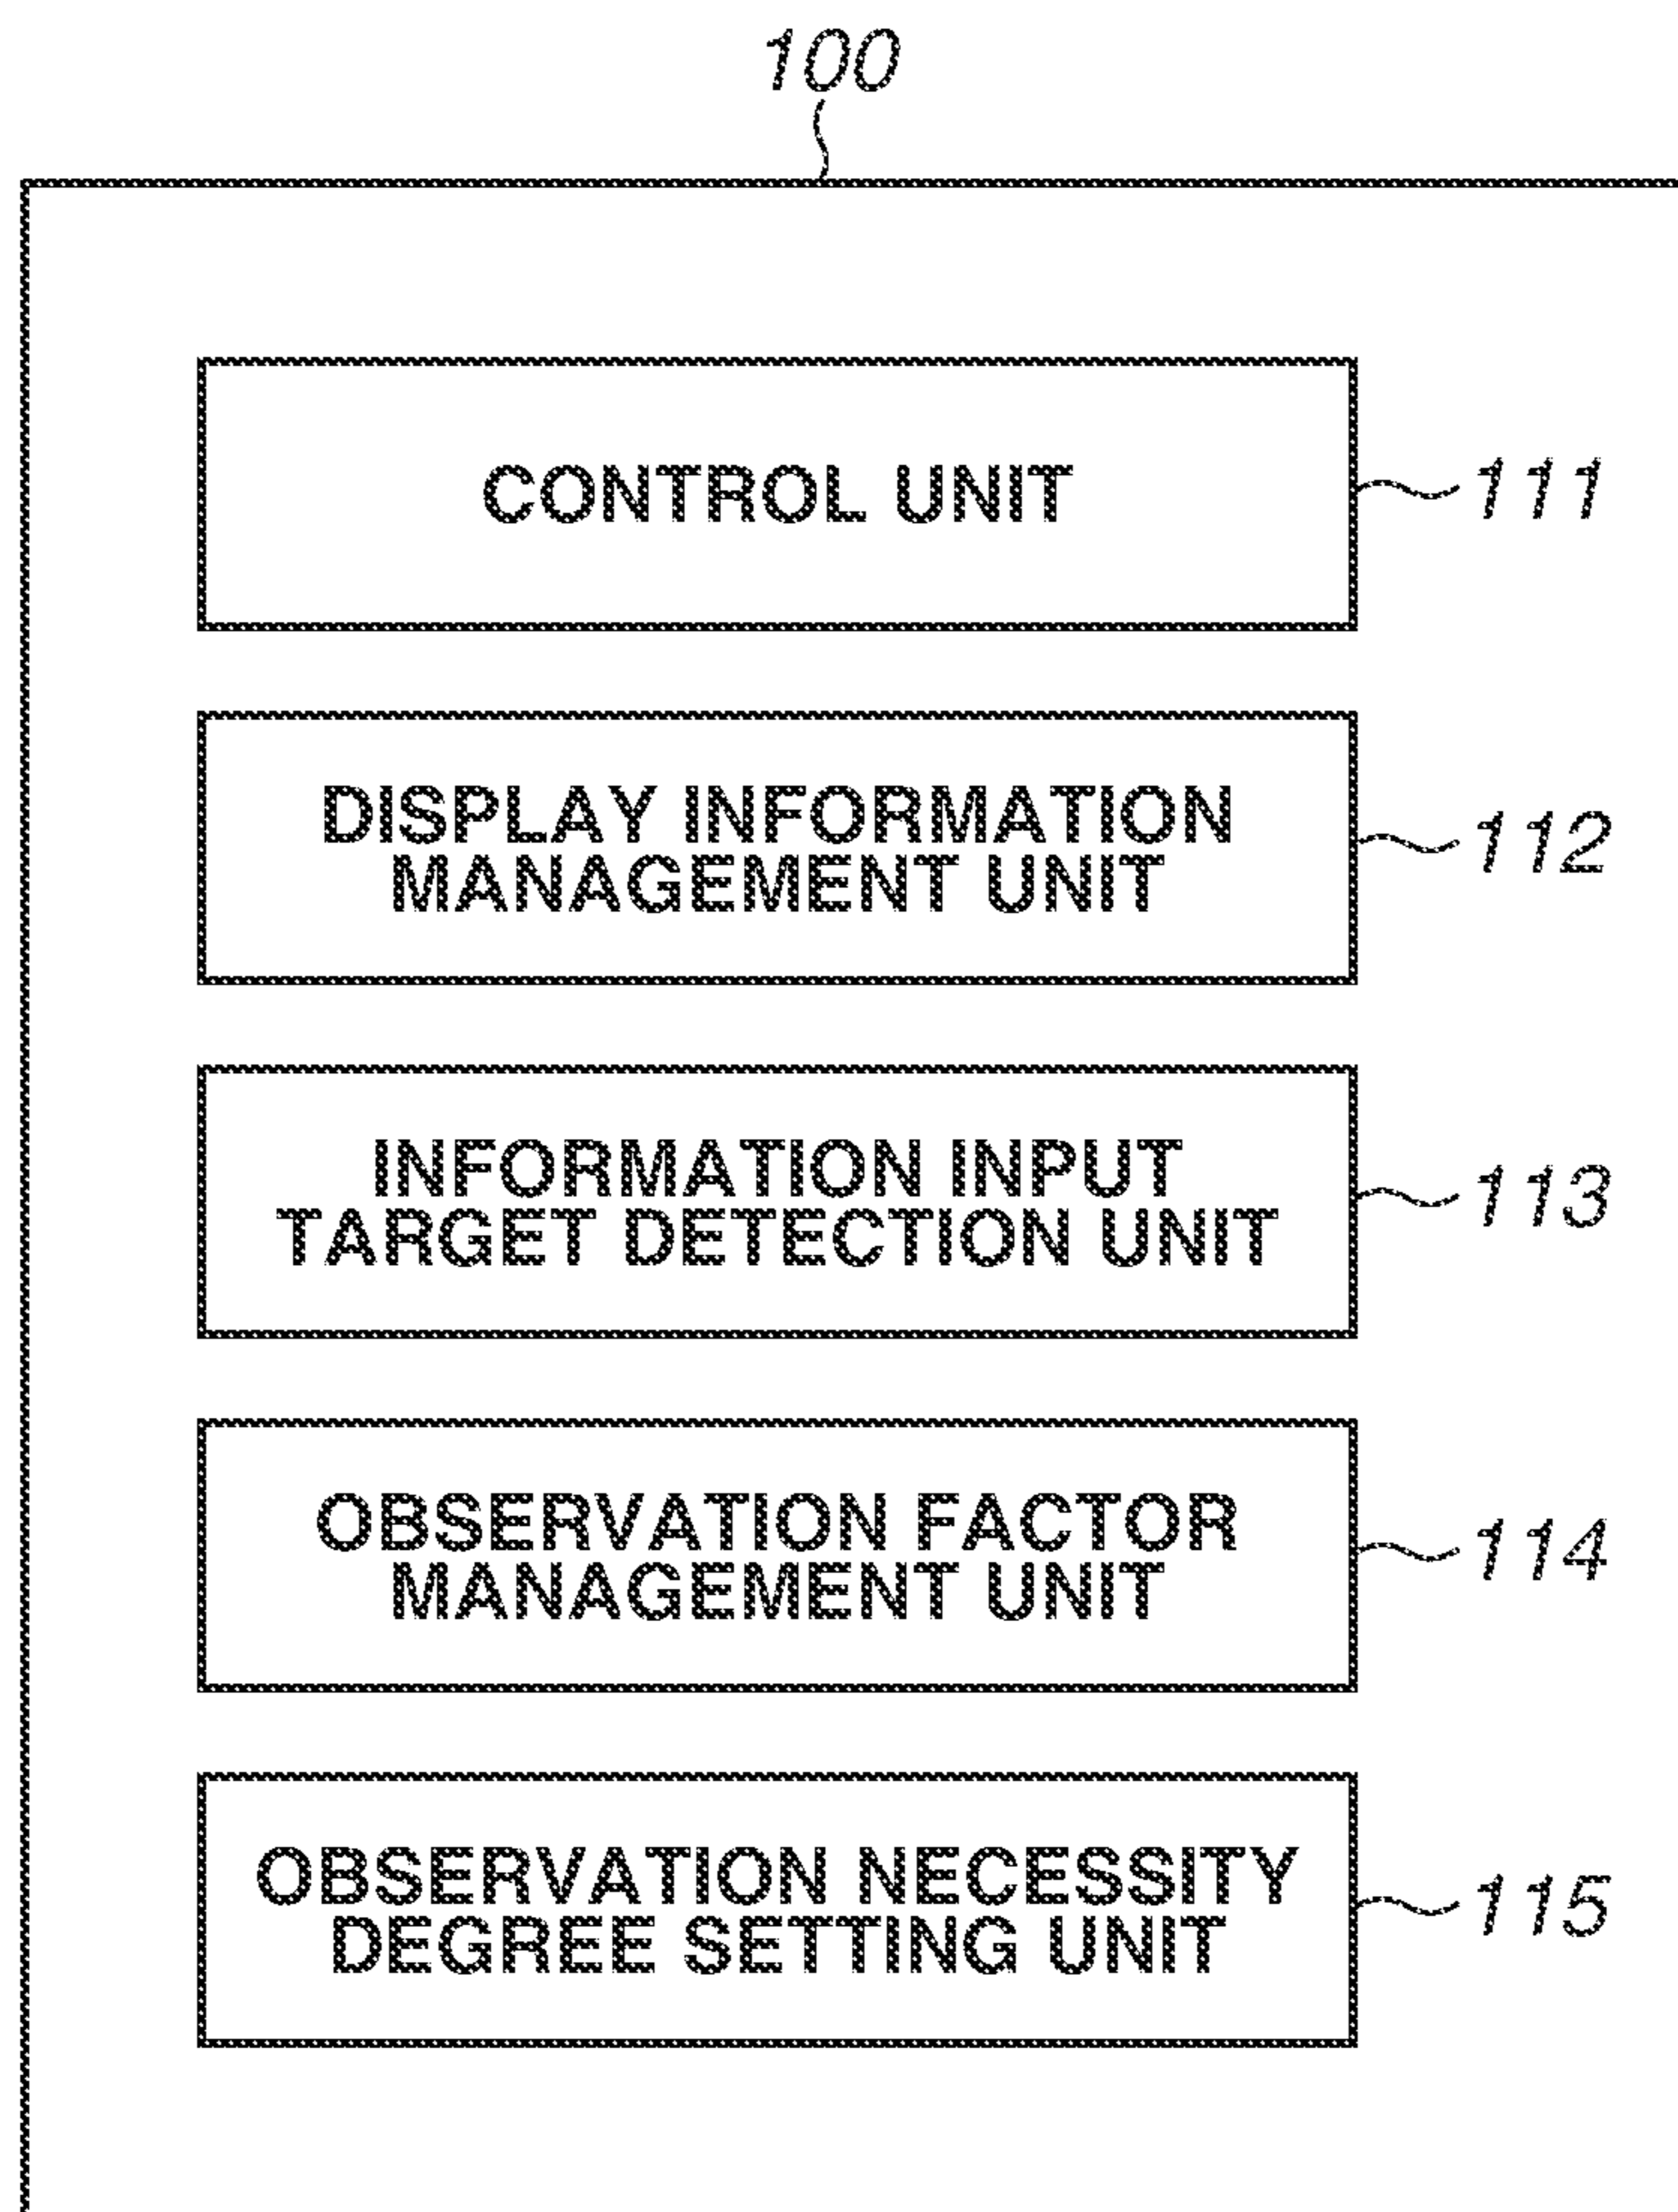 100
CONTROL UNIT
111
DISPLAY INFORMATION
MANAGEMENT UNIT
112
INFORMATION INPUT
TARGET DETECTION UNIT
113
OBSERVATION FACTOR
MANAGEMENT UNIT
114
OBSERVATION NECESSITY
DEGREE SETTING UNIT
115